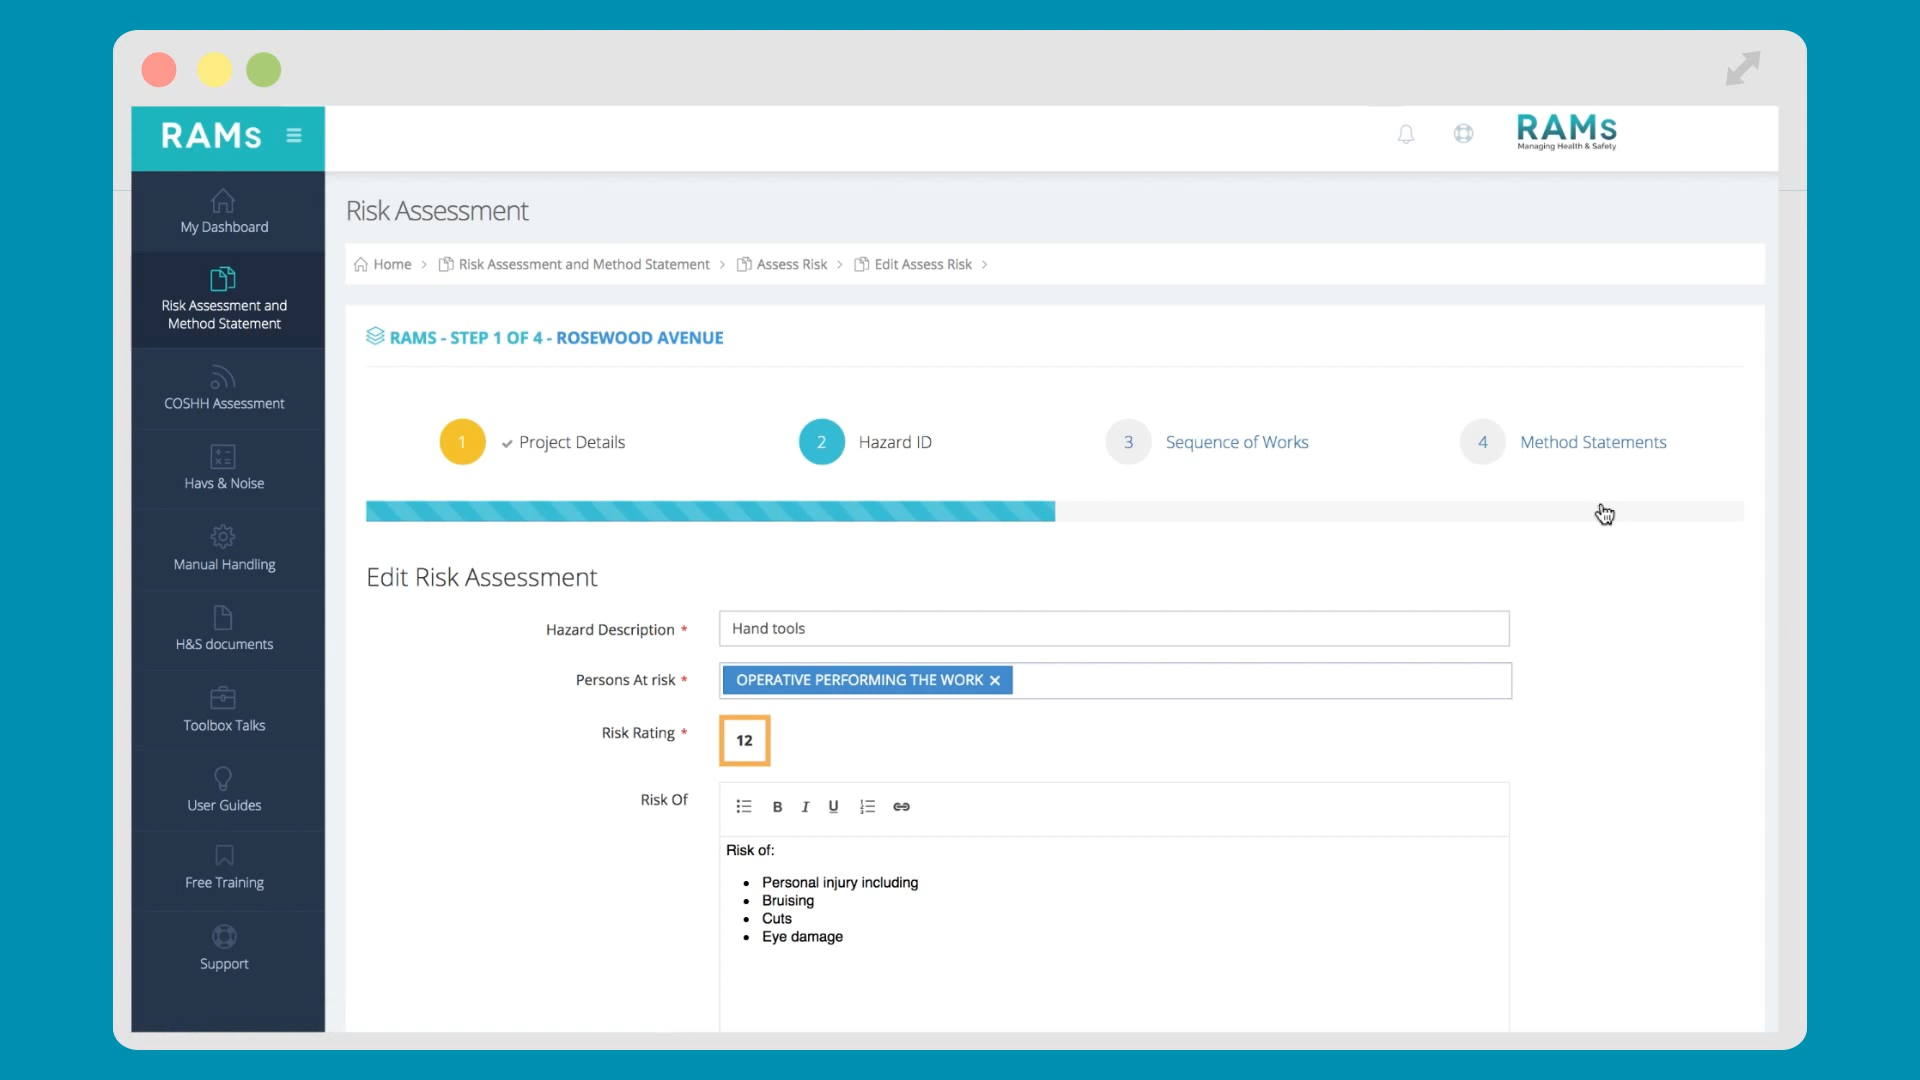 RAMs
RAMs
Managing Health & Safety
My Dashboard
Risk Assessment and
Method Statement
COSHH Assessment
Havs & Noise
Manual Handling
H&S documents
Toolbox Talks
User Guides
Free Training
Support
Risk Assessment
Home > Risk Assessment and Method Statement > Assess Risk > Edit Assess Risk >
RAMS - STEP 1 OF 4 - ROSEWOOD AVENUE
1 Project Details 2 Hazard ID 3 Sequence of Works 4 Method Statements
Edit Risk Assessment
Hazard Description * Hand tools
Persons At risk * OPERATIVE PERFORMING THE WORK ×
Risk Rating * 12
Risk Of
B I U
Risk of:
• Personal injury including
• Bruising
• Cuts
• Eye damage